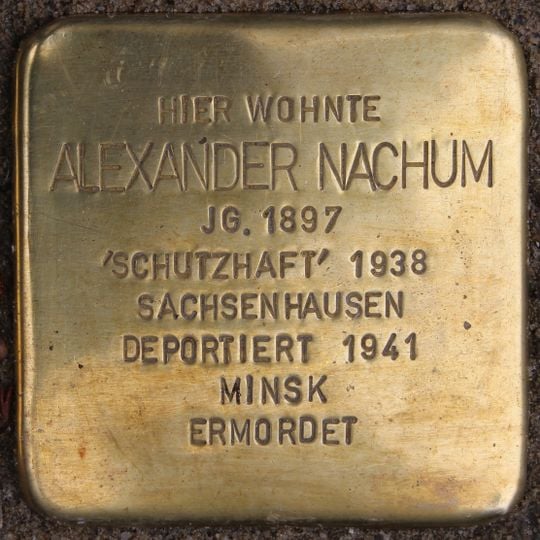 HIER WOHNTE
ALEXANDER NACHUM
JG. 1897
'SCHUTZHAFT' 1938
SACHSENHAUSEN
DEPORTIERT 1941
MINSK
ERMORDET